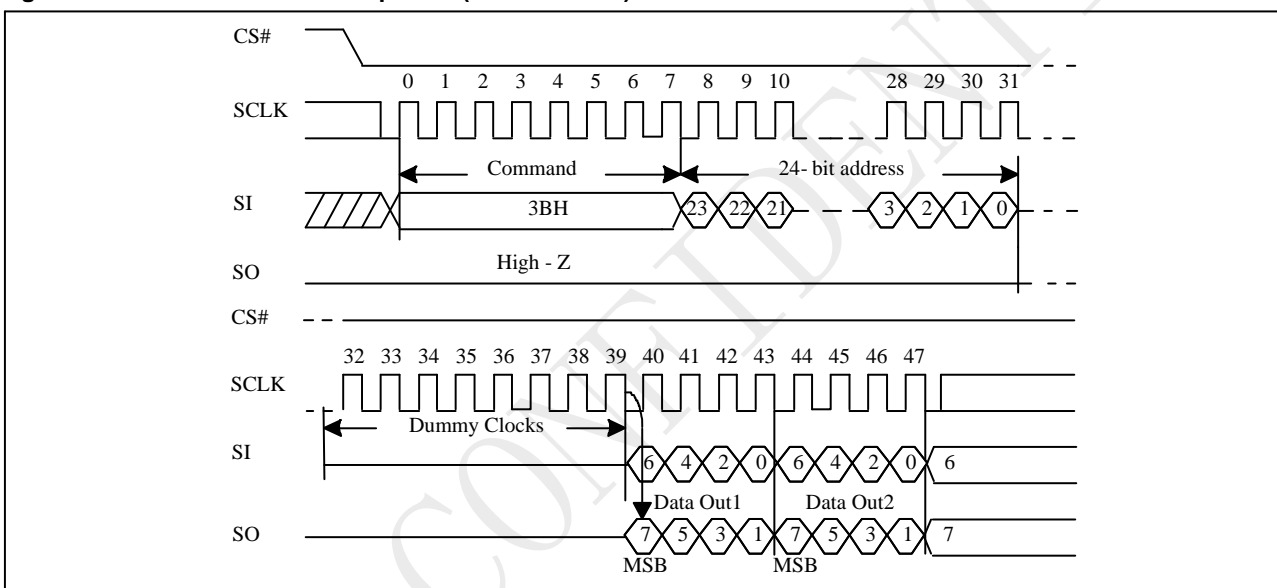 CS#
0 1 2 3 4 5 6 7 8 9 10 28 29 30 31
SCLK
Command 24- bit address
SI 3BH 23 22 21 3 2 1 0
High - Z
SO
CS#
32 33 34 35 36 37 38 39 40 41 42 43 44 45 46 47
SCLK
Dummy Clocks
SI 6 4 2 0 6 4 2 0 6
Data Out1 Data Out2
SO 7 5 3 1 7 5 3 1 7
MSB MSB